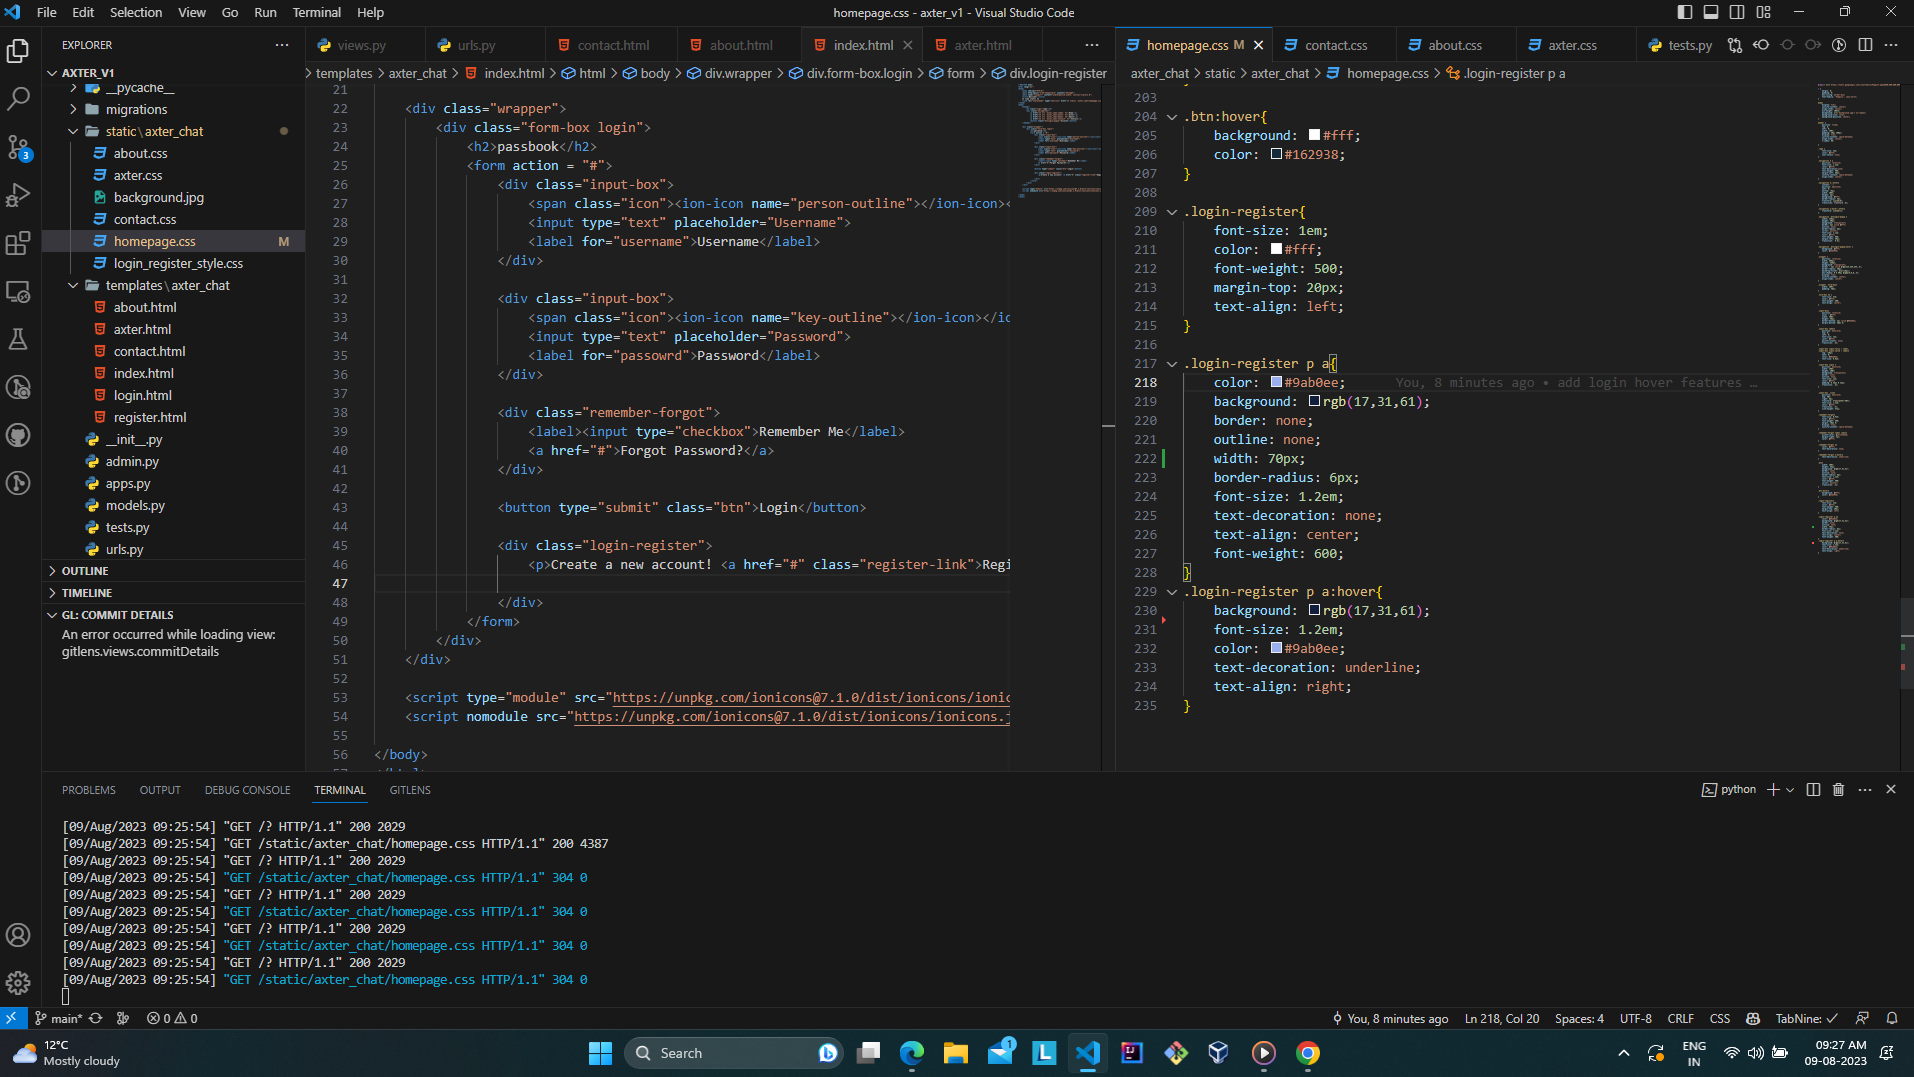 File Edit Selection View Go Run Terminal Help
homepage.css - axter_v1 - Visual Studio Code
EXPLORER
AXTER_V1
__pycache__
migrations
static\axter_chat
about.css
axter.css
background.jpg
contact.css
homepage.css M
login_register_style.css
templates\axter_chat
about.html
axter.html
contact.html
index.html
login.html
register.html
__init__.py
admin.py
apps.py
models.py
tests.py
urls.py
OUTLINE
TIMELINE
GL: COMMIT DETAILS
An error occurred while loading view:
gitlens.views.commitDetails
views.py urls.py contact.html about.html index.html axter.html
templates > axter_chat > index.html > html > body > div.wrapper > div.form-box.login > form > div.login-register
21
22 <div class="wrapper">
23 <div class="form-box login">
24 <h2>passbook</h2>
25 <form action = "#">
26 <div class="input-box">
27 <span class="icon"><ion-icon name="person-outline"></ion-icon><
28 <input type="text" placeholder="Username">
29 <label for="username">Username</label>
30 </div>
31
32 <div class="input-box">
33 <span class="icon"><ion-icon name="key-outline"></ion-icon></ic
34 <input type="text" placeholder="Password">
35 <label for="passowrd">Password</label>
36 </div>
37
38 <div class="remember-forgot">
39 <label><input type="checkbox">Remember Me</label>
40 <a href="#">Forgot Password?</a>
41 </div>
42
43 <button type="submit" class="btn">Login</button>
44
45 <div class="login-register">
46 <p>Create a new account! <a href="#" class="register-link">Regi
47
48 </div>
49 </form>
50 </div>
51 </div>
52
53 <script type="module" src="https://unpkg.com/ionicons@7.1.0/dist/ionicons/ionic
54 <script nomodule src="https://unpkg.com/ionicons@7.1.0/dist/ionicons/ionicons.j
55
56 </body>
homepage.css M contact.css about.css axter.css tests.py
axter_chat > static > axter_chat > homepage.css > .login-register p a
203
204 .btn:hover{
205 background: #fff;
206 color: #162938;
207 }
208
209 .login-register{
210 font-size: 1em;
211 color: #fff;
212 font-weight: 500;
213 margin-top: 20px;
214 text-align: left;
215 }
216
217 .login-register p a{
218 color: #9ab0ee; You, 8 minutes ago • add login hover features …
219 background: rgb(17,31,61);
220 border: none;
221 outline: none;
222 width: 70px;
223 border-radius: 6px;
224 font-size: 1.2em;
225 text-decoration: none;
226 text-align: center;
227 font-weight: 600;
228 }
229 .login-register p a:hover{
230 background: rgb(17,31,61);
231 font-size: 1.2em;
232 color: #9ab0ee;
233 text-decoration: underline;
234 text-align: right;
235 }
PROBLEMS OUTPUT DEBUG CONSOLE TERMINAL GITLENS
python
[09/Aug/2023 09:25:54] "GET /? HTTP/1.1" 200 2029
[09/Aug/2023 09:25:54] "GET /static/axter_chat/homepage.css HTTP/1.1" 200 4387
[09/Aug/2023 09:25:54] "GET /? HTTP/1.1" 200 2029
[09/Aug/2023 09:25:54] "GET /static/axter_chat/homepage.css HTTP/1.1" 304 0
[09/Aug/2023 09:25:54] "GET /? HTTP/1.1" 200 2029
[09/Aug/2023 09:25:54] "GET /static/axter_chat/homepage.css HTTP/1.1" 304 0
[09/Aug/2023 09:25:54] "GET /? HTTP/1.1" 200 2029
[09/Aug/2023 09:25:54] "GET /static/axter_chat/homepage.css HTTP/1.1" 304 0
[09/Aug/2023 09:25:54] "GET /? HTTP/1.1" 200 2029
[09/Aug/2023 09:25:54] "GET /static/axter_chat/homepage.css HTTP/1.1" 304 0
main* 0 0
You, 8 minutes ago Ln 218, Col 20 Spaces: 4 UTF-8 CRLF CSS TabNine: ✓
12°C
Mostly cloudy
Search
ENG
IN
09:27 AM
09-08-2023